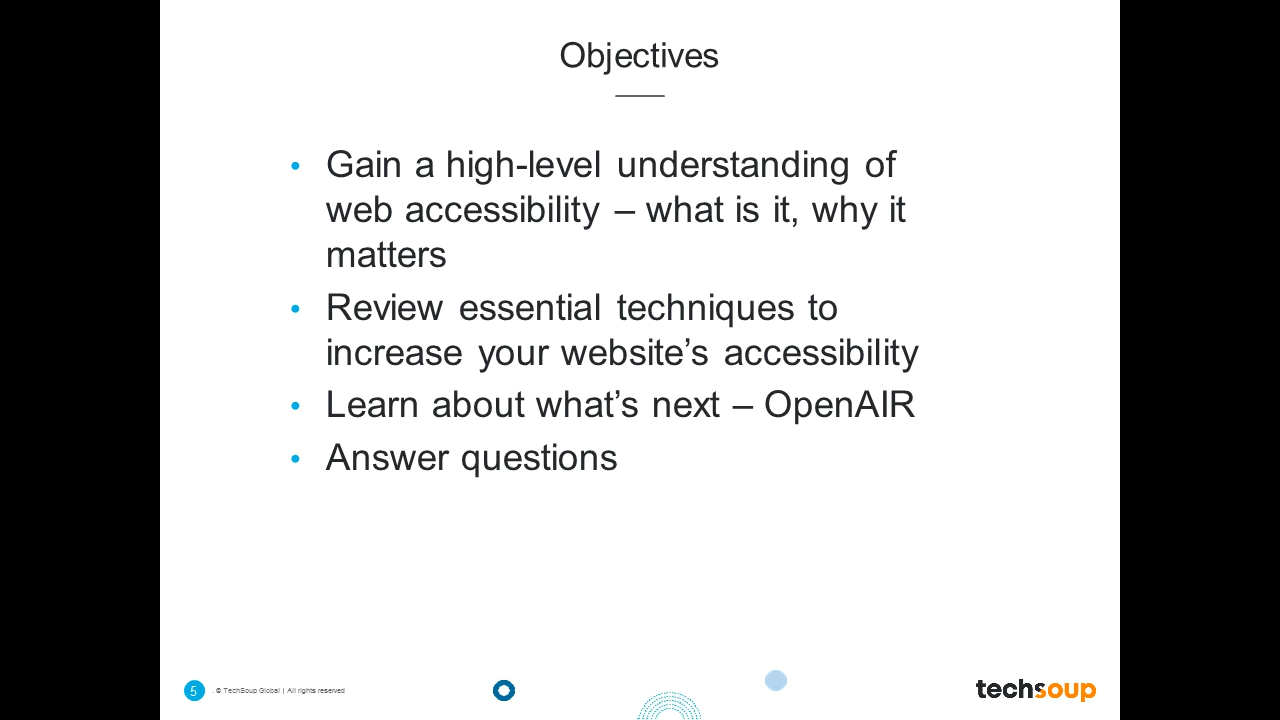 Objectives
• Gain a high-level understanding of
web accessibility – what is it, why it
matters
• Review essential techniques to
increase your website’s accessibility
• Learn about what’s next – OpenAIR
• Answer questions
5 . © TechSoup Global | All rights reserved
techsoup